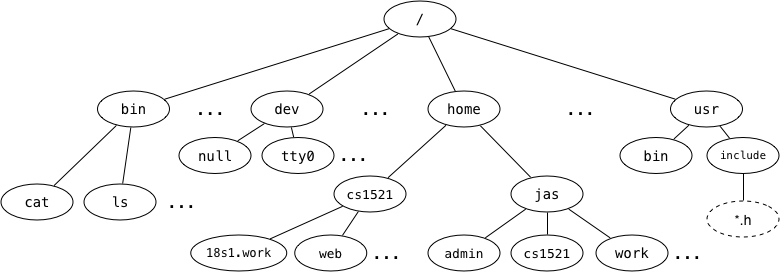 /
bin ... dev ... home ... usr
null tty0 ... bin include
cat ls ... cs1521 jas *.h
18s1.work web ... admin cs1521 work ...